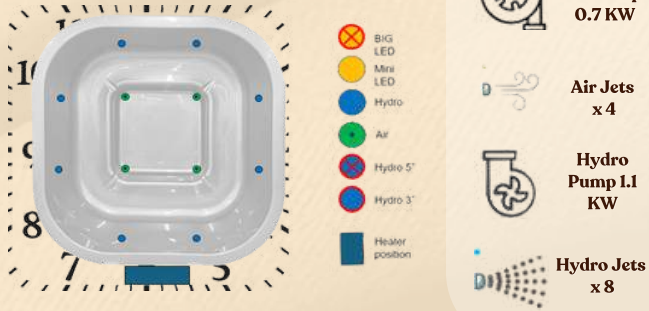 0.7 KW
10
8
7
5
BIG
LED
Mini
LED
Hydro
Air
Hydro 5"
Hydro 3"
Heater
position
Air Jets
x 4
Hydro
Pump 1.1
KW
Hydro Jets
x 8